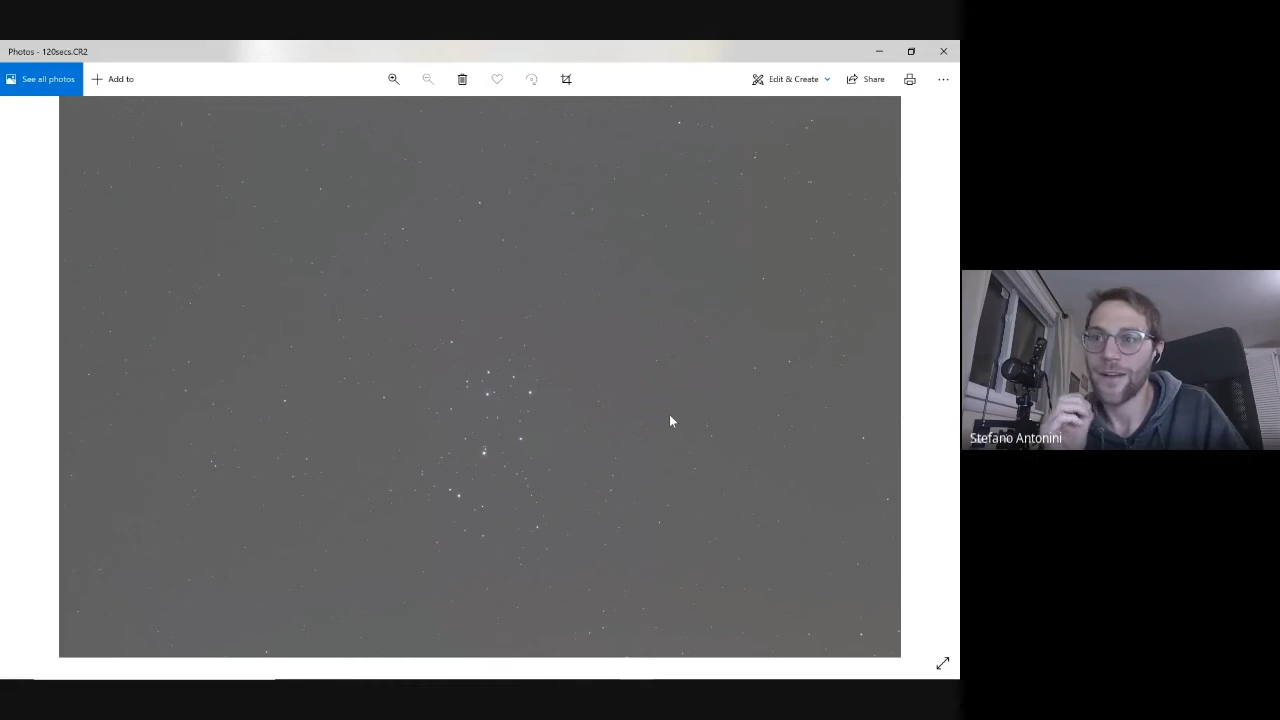 Photos - 120secs.CR2
See all photos
Add to
Edit & Create
Share
Stefano Antonini